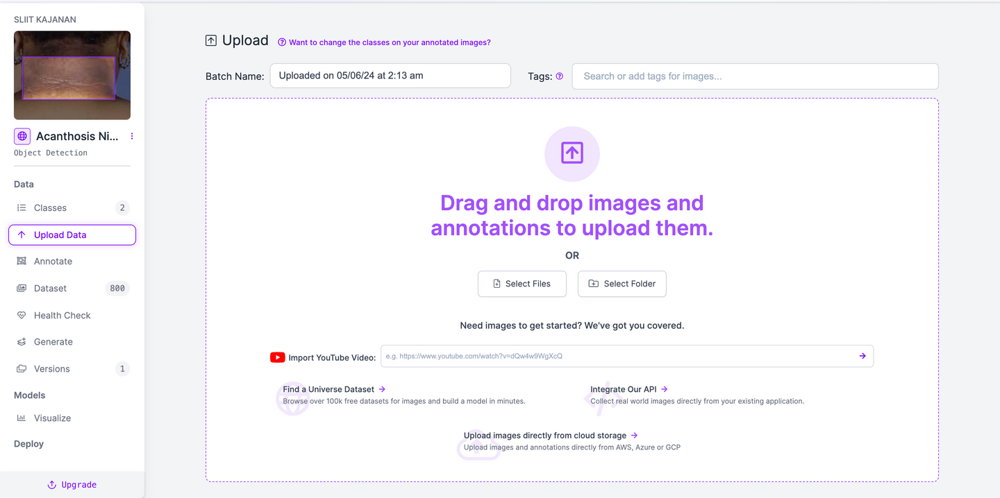 SLIIT KAJANAN
Acanthosis Ni...
Object Detection
Data
Classes 2
Upload Data
Annotate
Dataset 800
Health Check
Generate
Versions 1
Models
Visualize
Deploy
Upgrade
Upload Want to change the classes on your annotated images?
Batch Name: Uploaded on 05/06/24 at 2:13 am Tags: Search or add tags for images...
Drag and drop images and
annotations to upload them.
OR
Select Files Select Folder
Need images to get started? We've got you covered.
Import YouTube Video: e.g. https://www.youtube.com/watch?v=dQw4w9WgXcQ
Find a Universe Dataset
Browse over 100k free datasets for images and build a model in minutes.
Integrate Our API
Collect real world images directly from your existing application.
Upload images directly from cloud storage
Upload images and annotations directly from AWS, Azure or GCP